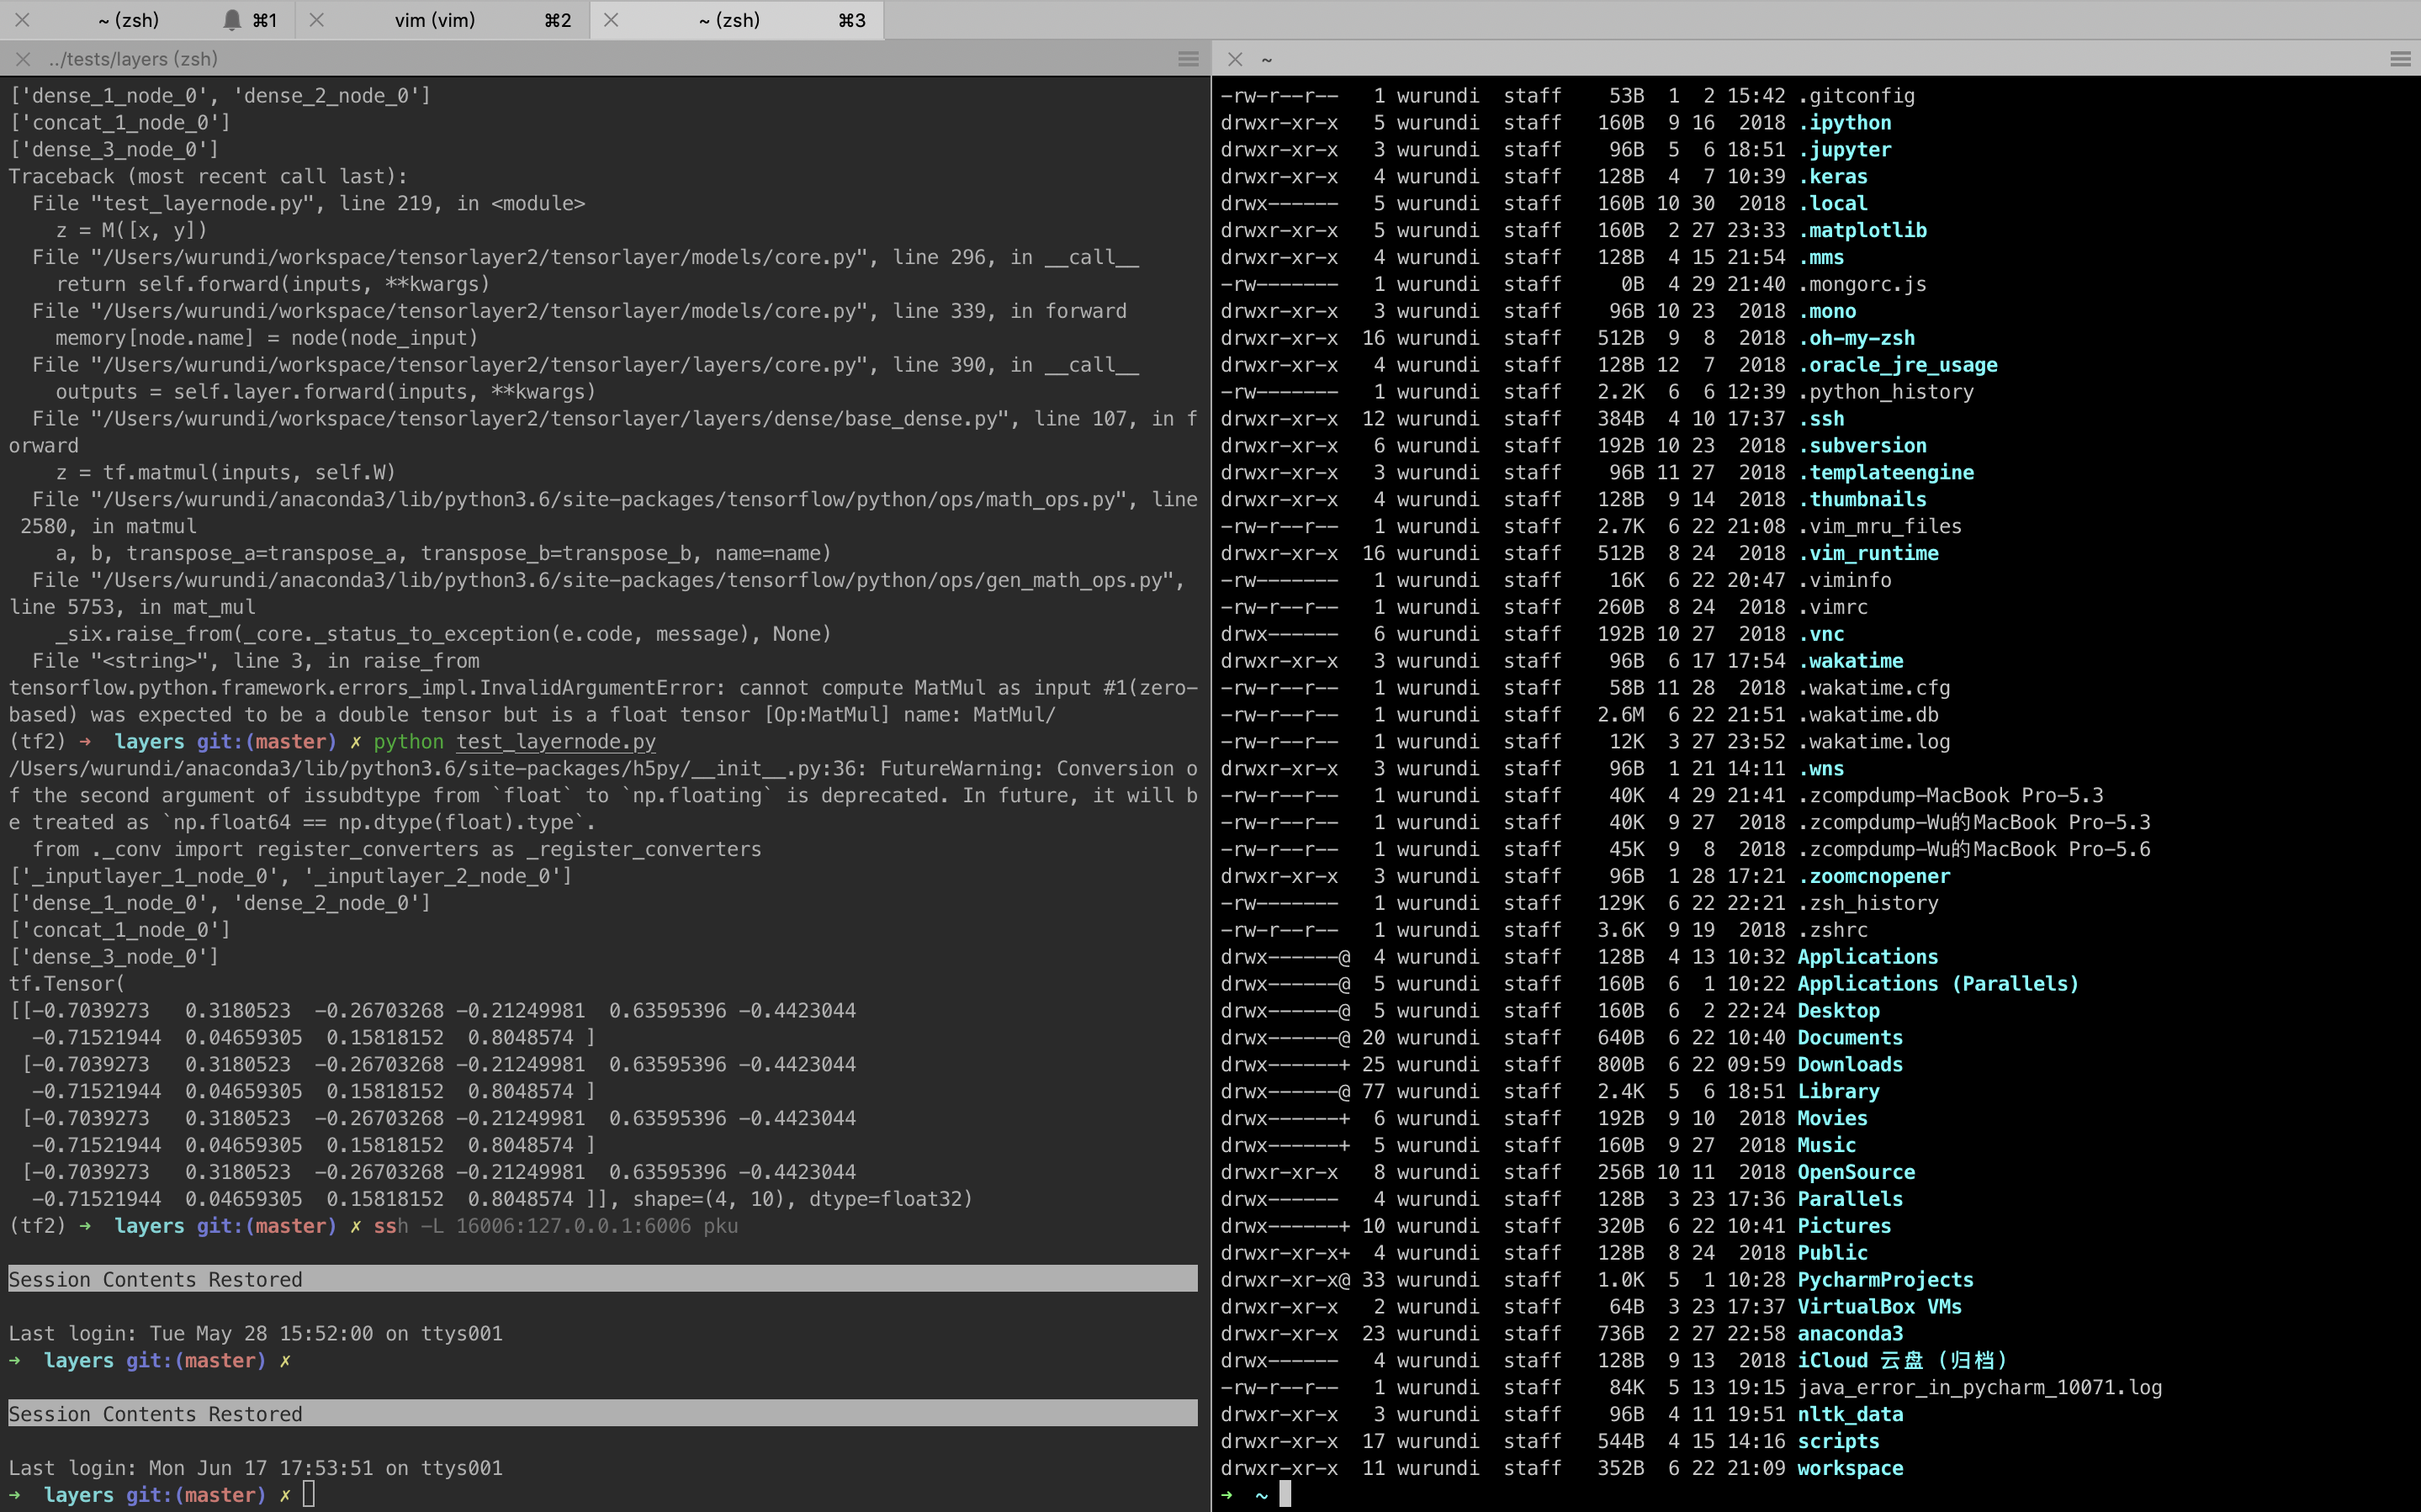 ~ (zsh) ⌘1 vim (vim) ⌘2 ~ (zsh) ⌘3
../tests/layers (zsh)
['dense_1_node_0', 'dense_2_node_0']
['concat_1_node_0']
['dense_3_node_0']
Traceback (most recent call last):
  File "test_layernode.py", line 219, in <module>
    z = M([x, y])
  File "/Users/wurundi/workspace/tensorlayer2/tensorlayer/models/core.py", line 296, in __call__
    return self.forward(inputs, **kwargs)
  File "/Users/wurundi/workspace/tensorlayer2/tensorlayer/models/core.py", line 339, in forward
    memory[node.name] = node(node_input)
  File "/Users/wurundi/workspace/tensorlayer2/tensorlayer/layers/core.py", line 390, in __call__
    outputs = self.layer.forward(inputs, **kwargs)
  File "/Users/wurundi/workspace/tensorlayer2/tensorlayer/layers/dense/base_dense.py", line 107, in f
orward
    z = tf.matmul(inputs, self.W)
  File "/Users/wurundi/anaconda3/lib/python3.6/site-packages/tensorflow/python/ops/math_ops.py", line
 2580, in matmul
    a, b, transpose_a=transpose_a, transpose_b=transpose_b, name=name)
  File "/Users/wurundi/anaconda3/lib/python3.6/site-packages/tensorflow/python/ops/gen_math_ops.py",
line 5753, in mat_mul
    _six.raise_from(_core._status_to_exception(e.code, message), None)
  File "<string>", line 3, in raise_from
tensorflow.python.framework.errors_impl.InvalidArgumentError: cannot compute MatMul as input #1(zero-
based) was expected to be a double tensor but is a float tensor [Op:MatMul] name: MatMul/
(tf2) ➜  layers git:(master) ✗ python test_layernode.py
/Users/wurundi/anaconda3/lib/python3.6/site-packages/h5py/__init__.py:36: FutureWarning: Conversion o
f the second argument of issubdtype from `float` to `np.floating` is deprecated. In future, it will b
e treated as `np.float64 == np.dtype(float).type`.
  from ._conv import register_converters as _register_converters
['_inputlayer_1_node_0', '_inputlayer_2_node_0']
['dense_1_node_0', 'dense_2_node_0']
['concat_1_node_0']
['dense_3_node_0']
tf.Tensor(
[[-0.7039273   0.3180523  -0.26703268 -0.21249981  0.63595396 -0.4423044
  -0.71521944  0.04659305  0.15818152  0.8048574 ]
 [-0.7039273   0.3180523  -0.26703268 -0.21249981  0.63595396 -0.4423044
  -0.71521944  0.04659305  0.15818152  0.8048574 ]
 [-0.7039273   0.3180523  -0.26703268 -0.21249981  0.63595396 -0.4423044
  -0.71521944  0.04659305  0.15818152  0.8048574 ]
 [-0.7039273   0.3180523  -0.26703268 -0.21249981  0.63595396 -0.4423044
  -0.71521944  0.04659305  0.15818152  0.8048574 ]], shape=(4, 10), dtype=float32)
(tf2) ➜  layers git:(master) ✗ ssh -L 16006:127.0.0.1:6006 pku
Session Contents Restored
Last login: Tue May 28 15:52:00 on ttys001
➜  layers git:(master) ✗
Session Contents Restored
Last login: Mon Jun 17 17:53:51 on ttys001
➜  layers git:(master) ✗
~
-rw-r--r--   1 wurundi  staff    53B  1  2 15:42 .gitconfig
drwxr-xr-x   5 wurundi  staff   160B  9 16  2018 .ipython
drwxr-xr-x   3 wurundi  staff    96B  5  6 18:51 .jupyter
drwxr-xr-x   4 wurundi  staff   128B  4  7 10:39 .keras
drwx------   5 wurundi  staff   160B 10 30  2018 .local
drwxr-xr-x   5 wurundi  staff   160B  2 27 23:33 .matplotlib
drwxr-xr-x   4 wurundi  staff   128B  4 15 21:54 .mms
-rw-------   1 wurundi  staff     0B  4 29 21:40 .mongorc.js
drwxr-xr-x   3 wurundi  staff    96B 10 23  2018 .mono
drwxr-xr-x  16 wurundi  staff   512B  9  8  2018 .oh-my-zsh
drwxr-xr-x   4 wurundi  staff   128B 12  7  2018 .oracle_jre_usage
-rw-------   1 wurundi  staff   2.2K  6  6 12:39 .python_history
drwxr-xr-x  12 wurundi  staff   384B  4 10 17:37 .ssh
drwxr-xr-x   6 wurundi  staff   192B 10 23  2018 .subversion
drwxr-xr-x   3 wurundi  staff    96B 11 27  2018 .templateengine
drwxr-xr-x   4 wurundi  staff   128B  9 14  2018 .thumbnails
-rw-r--r--   1 wurundi  staff   2.7K  6 22 21:08 .vim_mru_files
drwxr-xr-x  16 wurundi  staff   512B  8 24  2018 .vim_runtime
-rw-------   1 wurundi  staff    16K  6 22 20:47 .viminfo
-rw-r--r--   1 wurundi  staff   260B  8 24  2018 .vimrc
drwx------   6 wurundi  staff   192B 10 27  2018 .vnc
drwxr-xr-x   3 wurundi  staff    96B  6 17 17:54 .wakatime
-rw-r--r--   1 wurundi  staff    58B 11 28  2018 .wakatime.cfg
-rw-r--r--   1 wurundi  staff   2.6M  6 22 21:51 .wakatime.db
-rw-r--r--   1 wurundi  staff    12K  3 27 23:52 .wakatime.log
drwxr-xr-x   3 wurundi  staff    96B  1 21 14:11 .wns
-rw-r--r--   1 wurundi  staff    40K  4 29 21:41 .zcompdump-MacBook Pro-5.3
-rw-r--r--   1 wurundi  staff    40K  9 27  2018 .zcompdump-Wu的MacBook Pro-5.3
-rw-r--r--   1 wurundi  staff    45K  9  8  2018 .zcompdump-Wu的MacBook Pro-5.6
drwxr-xr-x   3 wurundi  staff    96B  1 28 17:21 .zoomcnopener
-rw-------   1 wurundi  staff   129K  6 22 22:21 .zsh_history
-rw-r--r--   1 wurundi  staff   3.6K  9 19  2018 .zshrc
drwx------@  4 wurundi  staff   128B  4 13 10:32 Applications
drwx------@  5 wurundi  staff   160B  6  1 10:22 Applications (Parallels)
drwx------@  5 wurundi  staff   160B  6  2 22:24 Desktop
drwx------@ 20 wurundi  staff   640B  6 22 10:40 Documents
drwx------+ 25 wurundi  staff   800B  6 22 09:59 Downloads
drwx------@ 77 wurundi  staff   2.4K  5  6 18:51 Library
drwx------+  6 wurundi  staff   192B  9 10  2018 Movies
drwx------+  5 wurundi  staff   160B  9 27  2018 Music
drwxr-xr-x   8 wurundi  staff   256B 10 11  2018 OpenSource
drwx------   4 wurundi  staff   128B  3 23 17:36 Parallels
drwx------+ 10 wurundi  staff   320B  6 22 10:41 Pictures
drwxr-xr-x+  4 wurundi  staff   128B  8 24  2018 Public
drwxr-xr-x@ 33 wurundi  staff   1.0K  5  1 10:28 PycharmProjects
drwxr-xr-x   2 wurundi  staff    64B  3 23 17:37 VirtualBox VMs
drwxr-xr-x  23 wurundi  staff   736B  2 27 22:58 anaconda3
drwx------   4 wurundi  staff   128B  9 13  2018 iCloud 云盘（归档）
-rw-r--r--   1 wurundi  staff    84K  5 13 19:15 java_error_in_pycharm_10071.log
drwxr-xr-x   3 wurundi  staff    96B  4 11 19:51 nltk_data
drwxr-xr-x  17 wurundi  staff   544B  4 15 14:16 scripts
drwxr-xr-x  11 wurundi  staff   352B  6 22 21:09 workspace
➜  ~